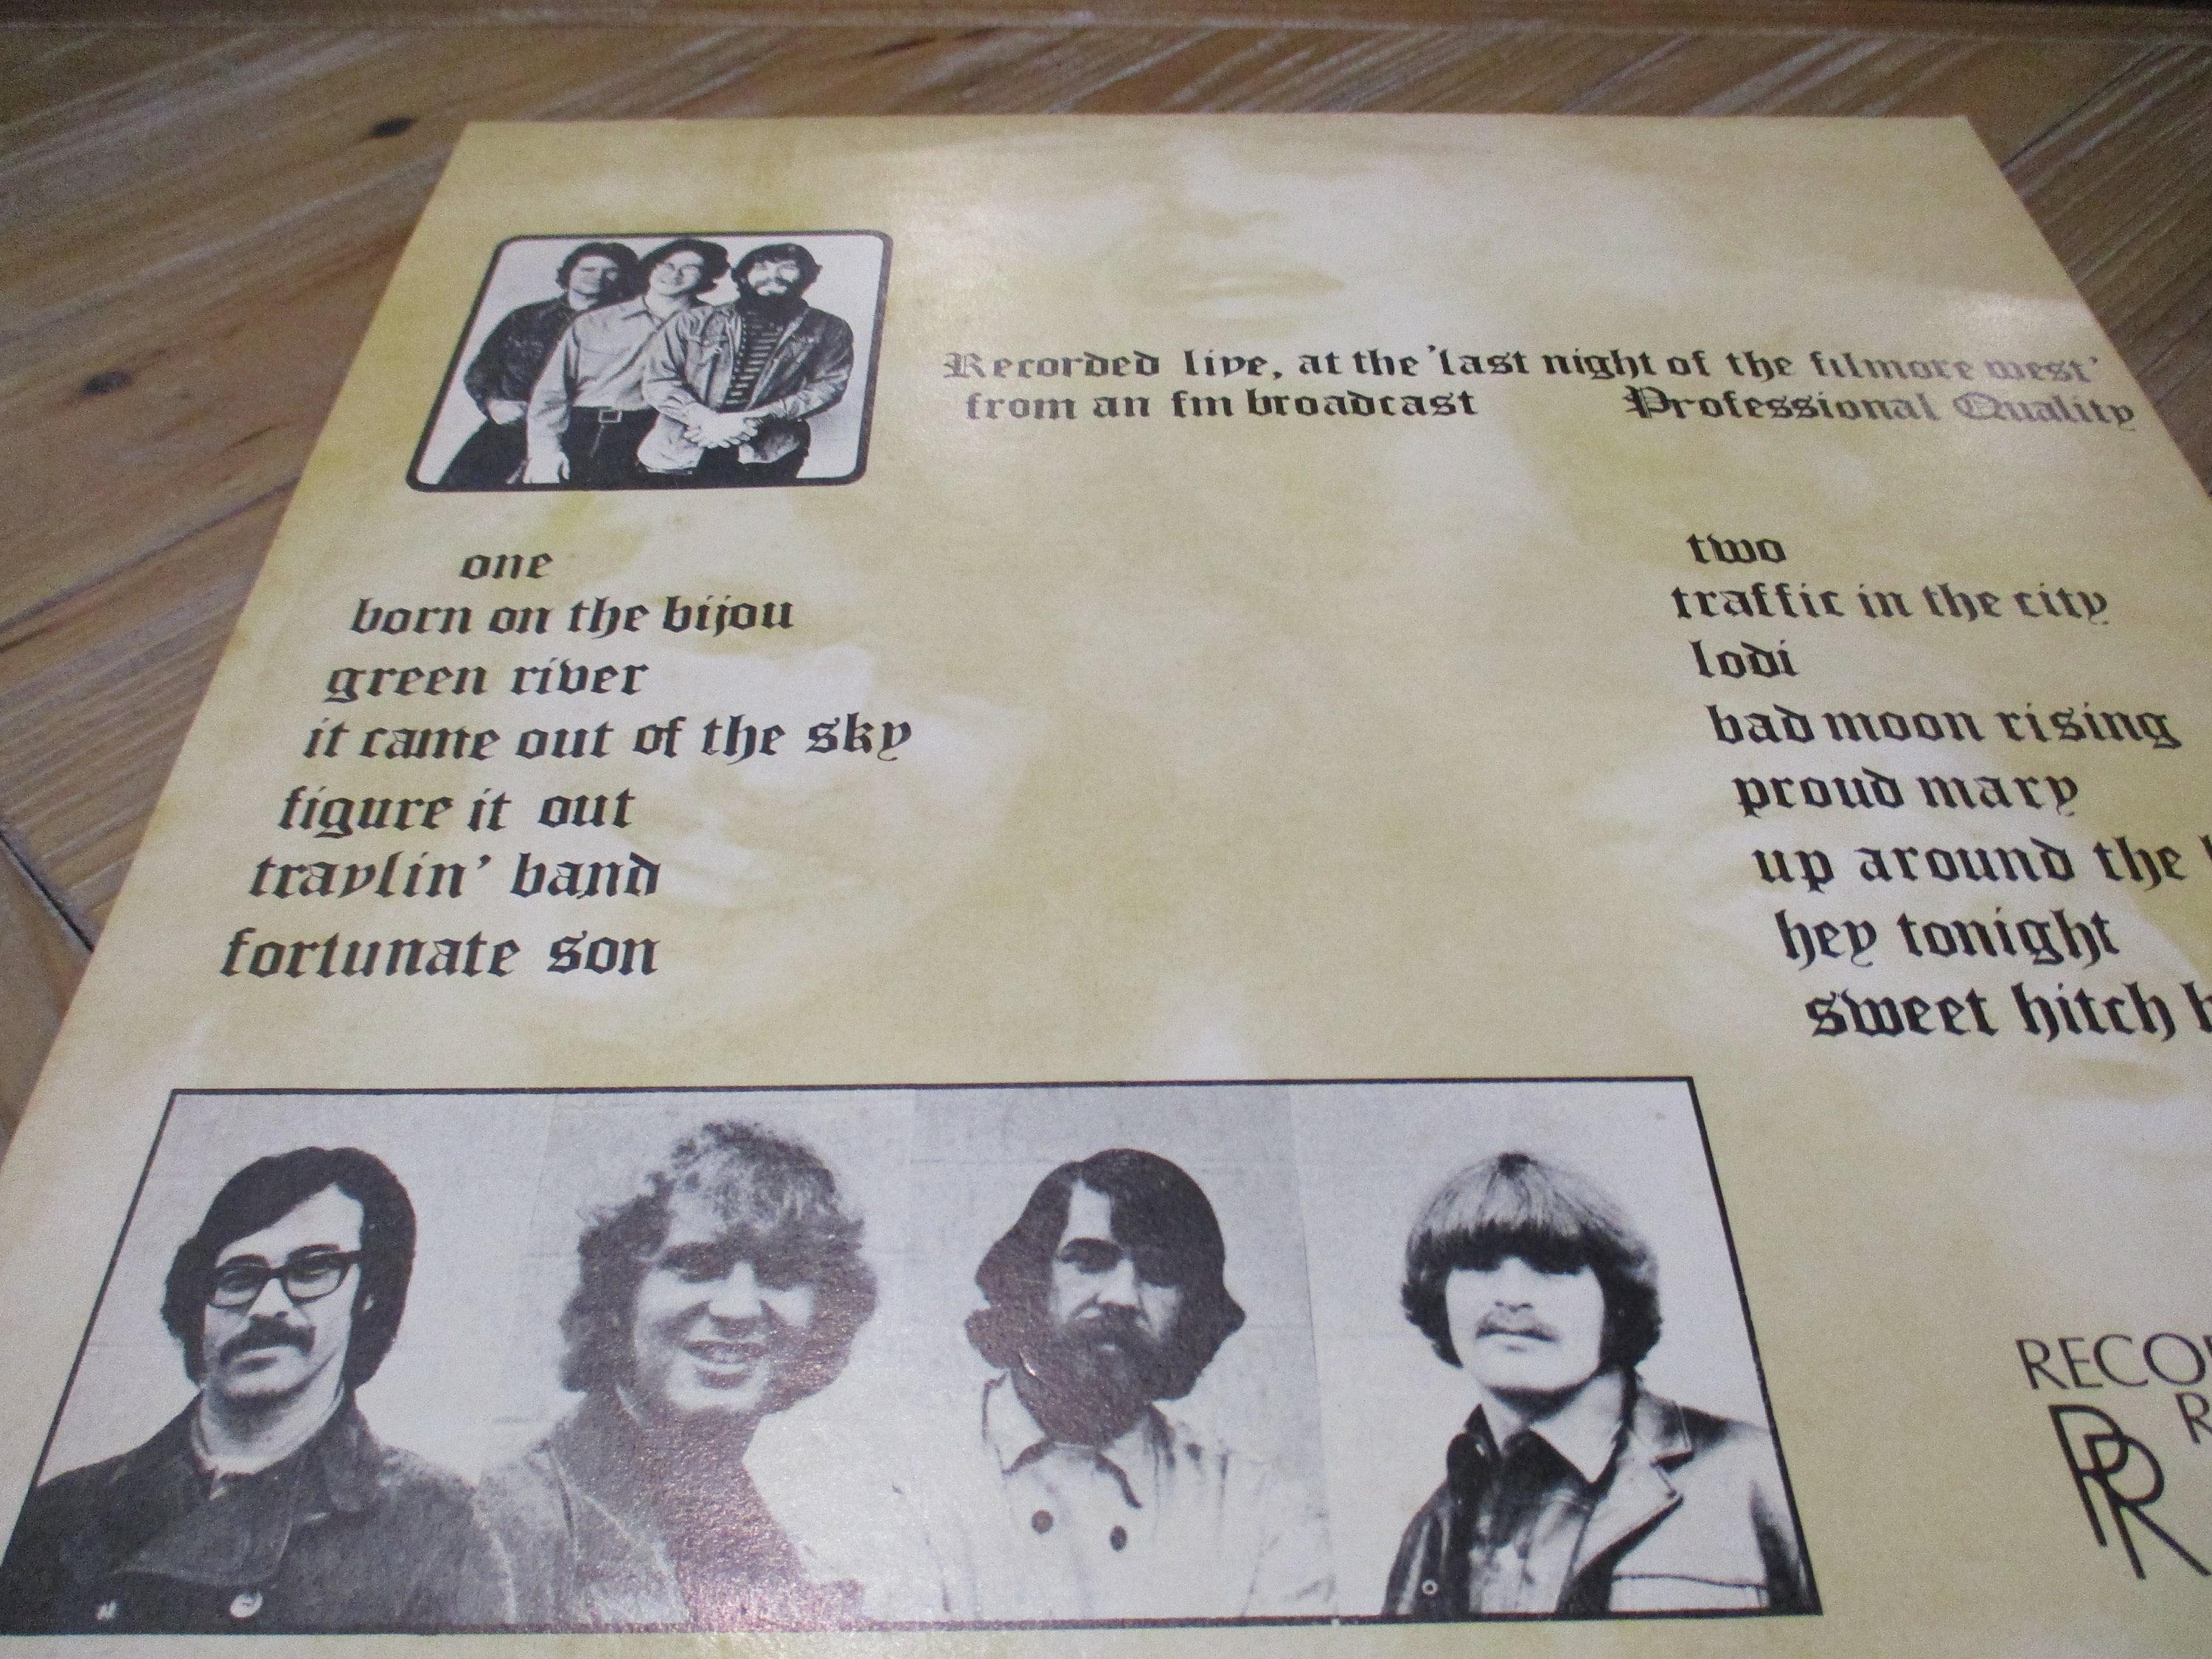 Recorded live, at the 'last night of the filmore west'
from an fm broadcast Professional Quality
one
born on the bijou
green river
it came out of the sky
figure it out
travlin' band
fortunate son
two
traffic in the city
lodi
bad moon rising
proud mary
up around the
hey tonight
sweet hitch
RR